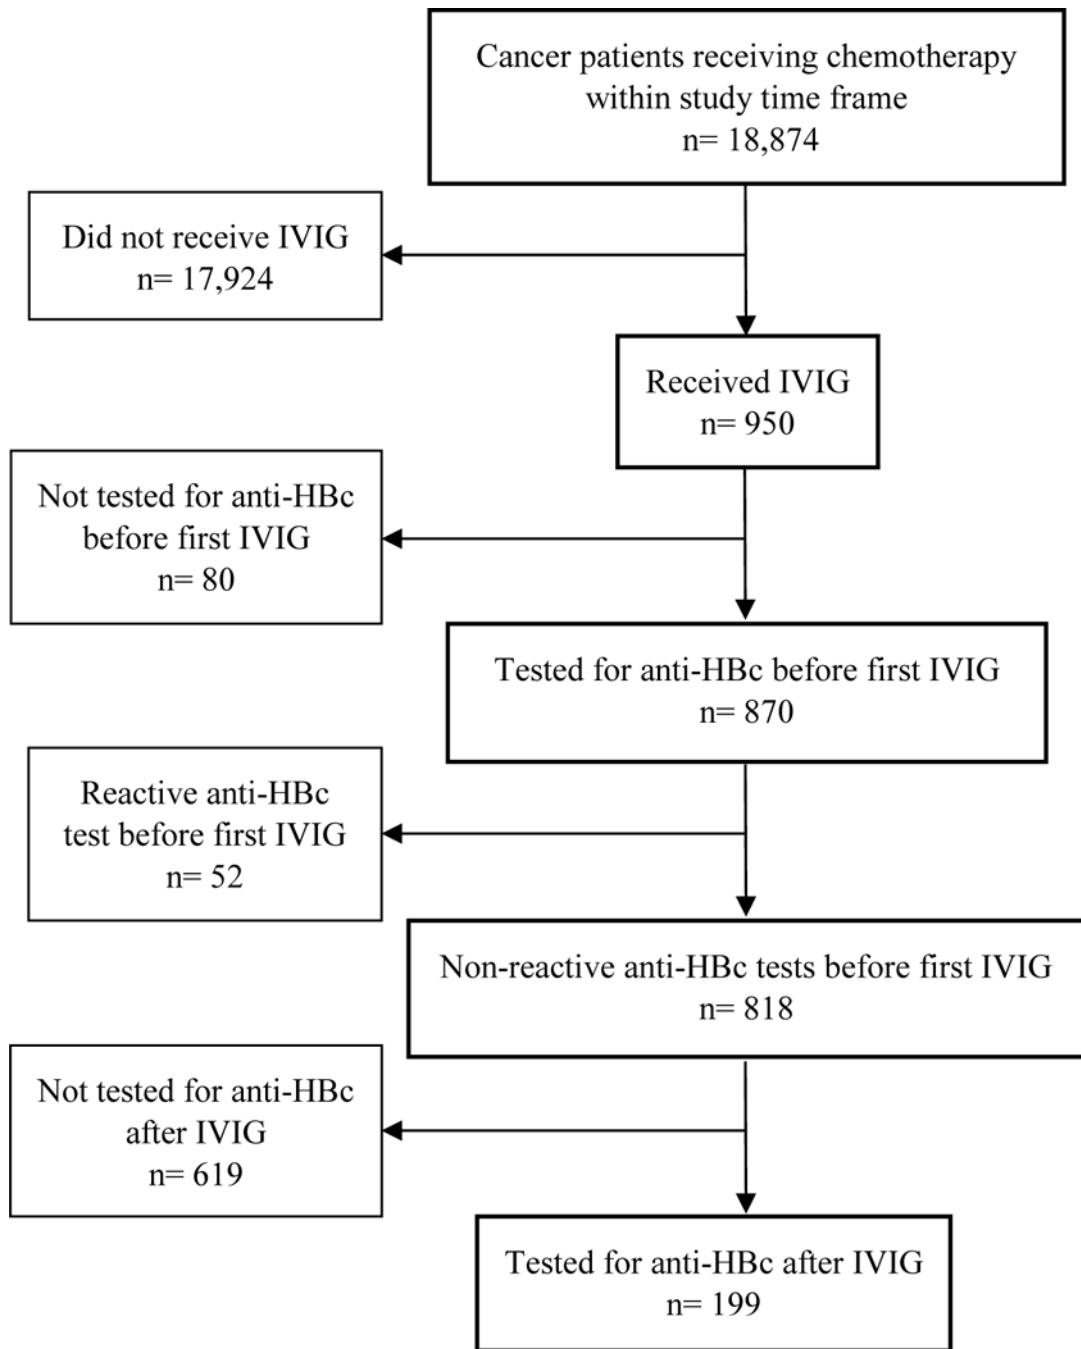 Cancer patients receiving chemotherapy
within study time frame
n= 18,874
Did not receive IVIG
n= 17,924
Received IVIG
n= 950
Not tested for anti-HBc
before first IVIG
n= 80
Tested for anti-HBc before first IVIG
n= 870
Reactive anti-HBc
test before first IVIG
n= 52
Non-reactive anti-HBc tests before first IVIG
n= 818
Not tested for anti-HBc
after IVIG
n= 619
Tested for anti-HBc after IVIG
n= 199